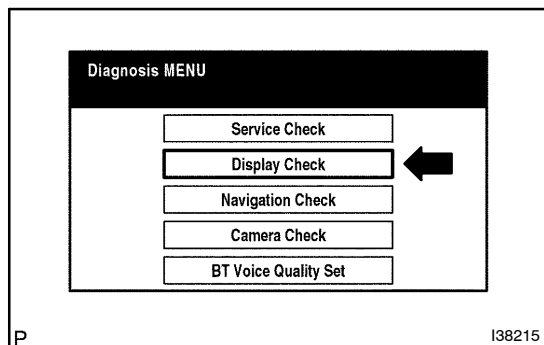 Diagnosis MENU
Service Check
Display Check
Navigation Check
Camera Check
BT Voice Quality Set
P
I38215